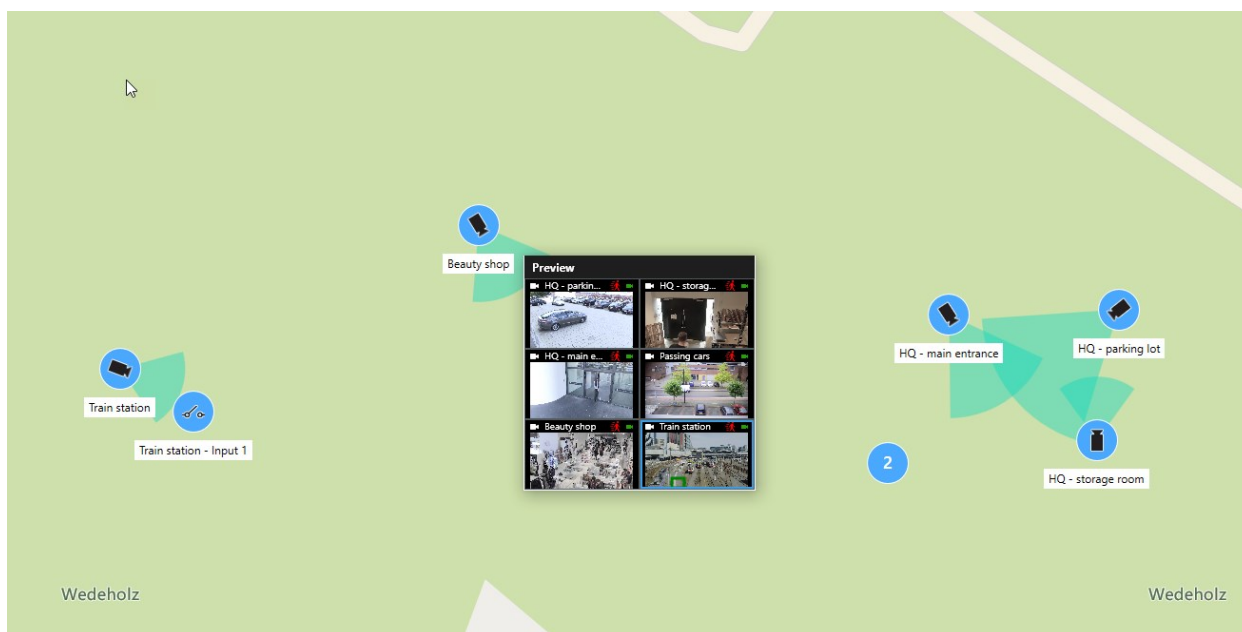 Beauty shop
Preview
HQ - parkin...
HQ - storag...
HQ - main e...
Passing cars
Beauty shop
Train station
HQ - main entrance
HQ - parking lot
Train station
Train station - Input 1
2
HQ - storage room
Wedeholz
Wedeholz